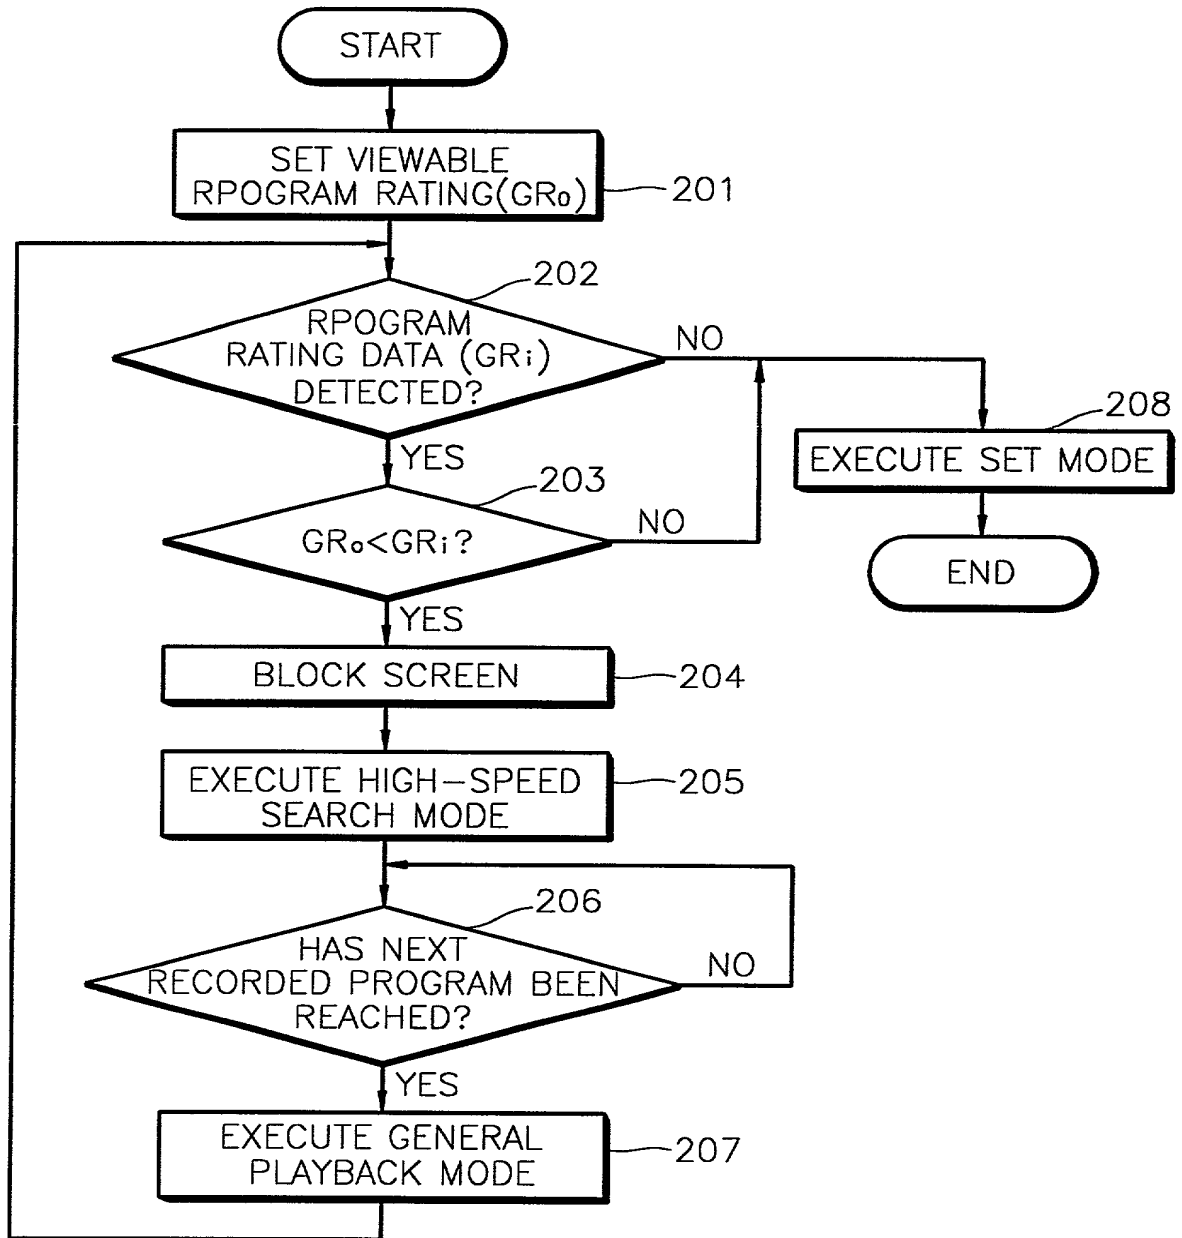 START
SET VIEWABLE
RPOGRAM RATING(GRo)
201
202
RPOGRAM
RATING DATA (GRi)
DETECTED?
NO
YES
203
GRo<GRi?
NO
YES
208
EXECUTE SET MODE
END
BLOCK SCREEN
204
EXECUTE HIGH-SPEED
SEARCH MODE
205
206
HAS NEXT
RECORDED PROGRAM BEEN
REACHED?
NO
YES
EXECUTE GENERAL
PLAYBACK MODE
207